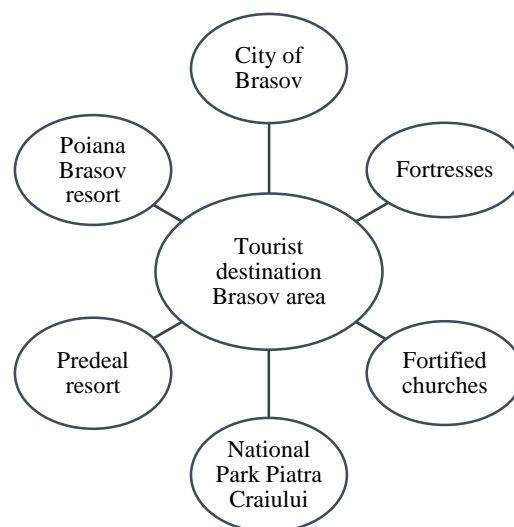 City of
Brasov
Poiana
Brasov
resort
Fortresses
Tourist
destination
Brasov area
Predeal
resort
Fortified
churches
National
Park Piatra
Craiului